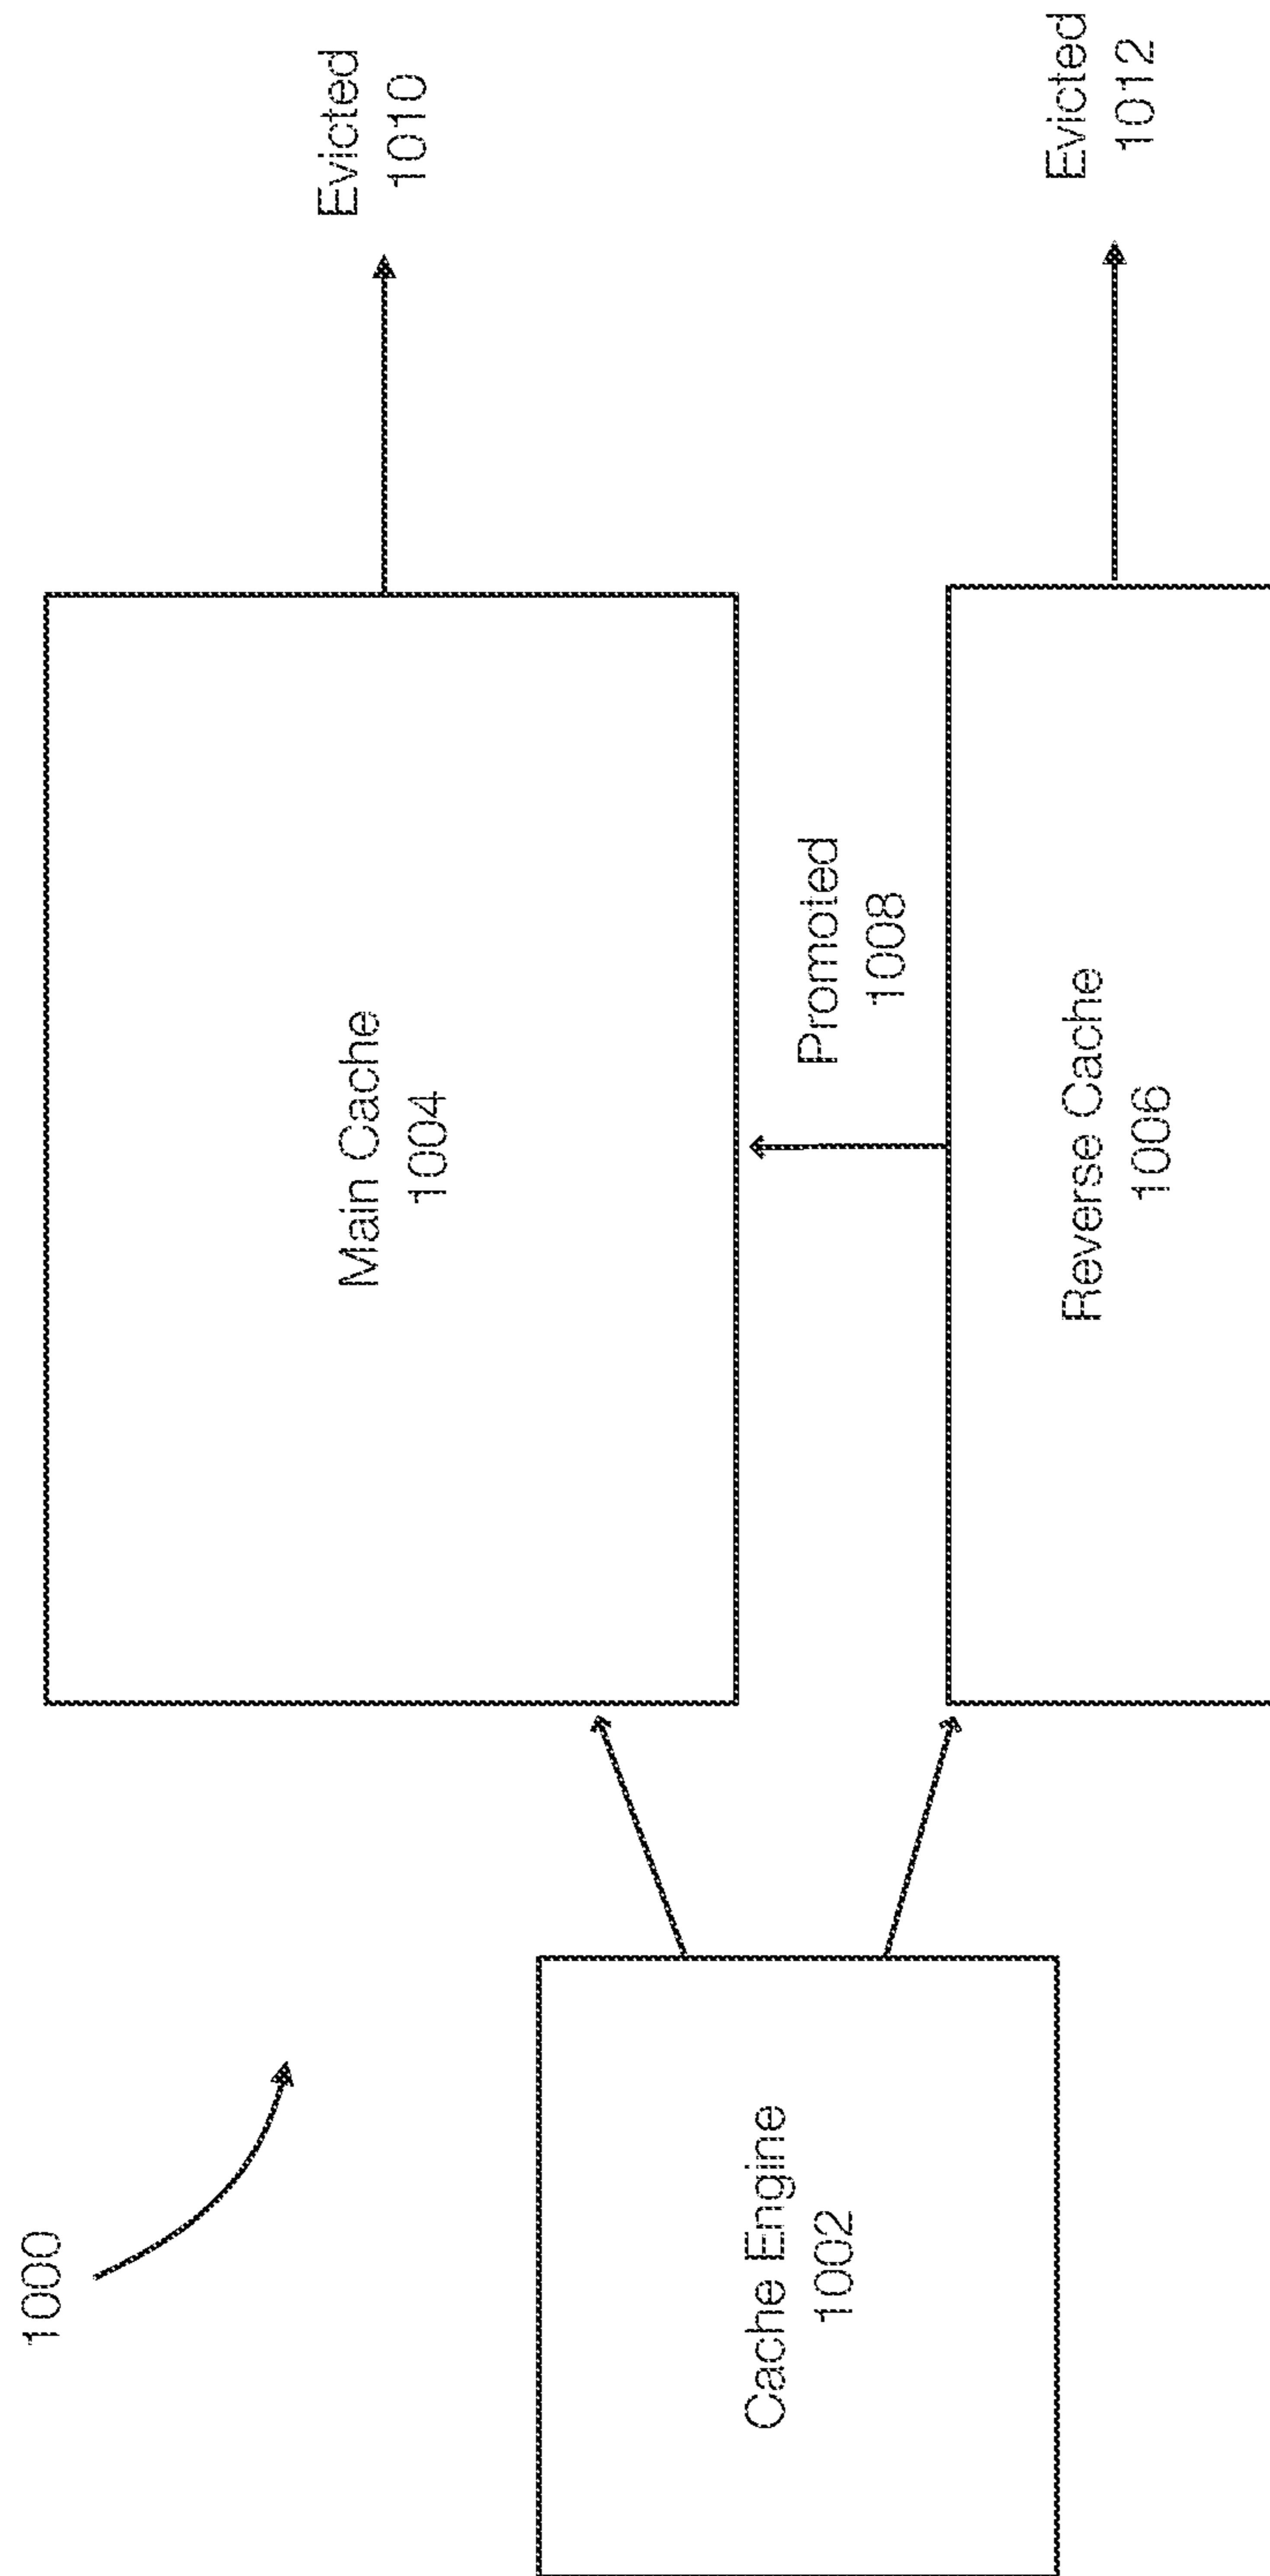 1000
Cache Engine
1002
Main Cache
1004
Promoted
1008
Reverse Cache
1006
Evicted
1010
Evicted
1012